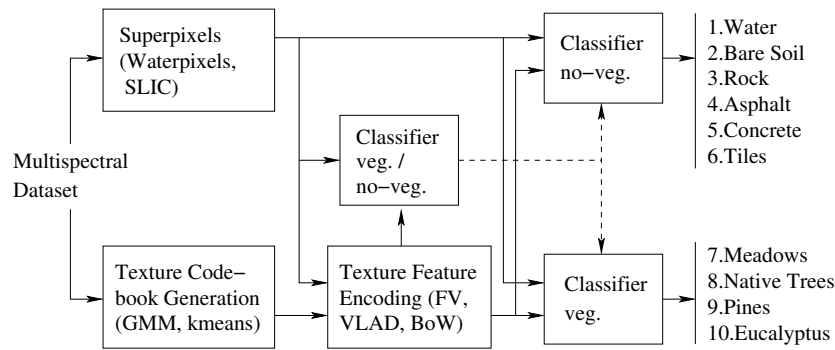 Multispectral
Dataset
Superpixels
(Waterpixels,
SLIC)
Texture Code−
book Generation
(GMM, kmeans)
Classifier
veg. /
no−veg.
Texture Feature
Encoding (FV,
VLAD, BoW)
Classifier
no−veg.
Classifier
veg.
1.Water
2.Bare Soil
3.Rock
4.Asphalt
5.Concrete
6.Tiles
7.Meadows
8.Native Trees
9.Pines
10.Eucalyptus